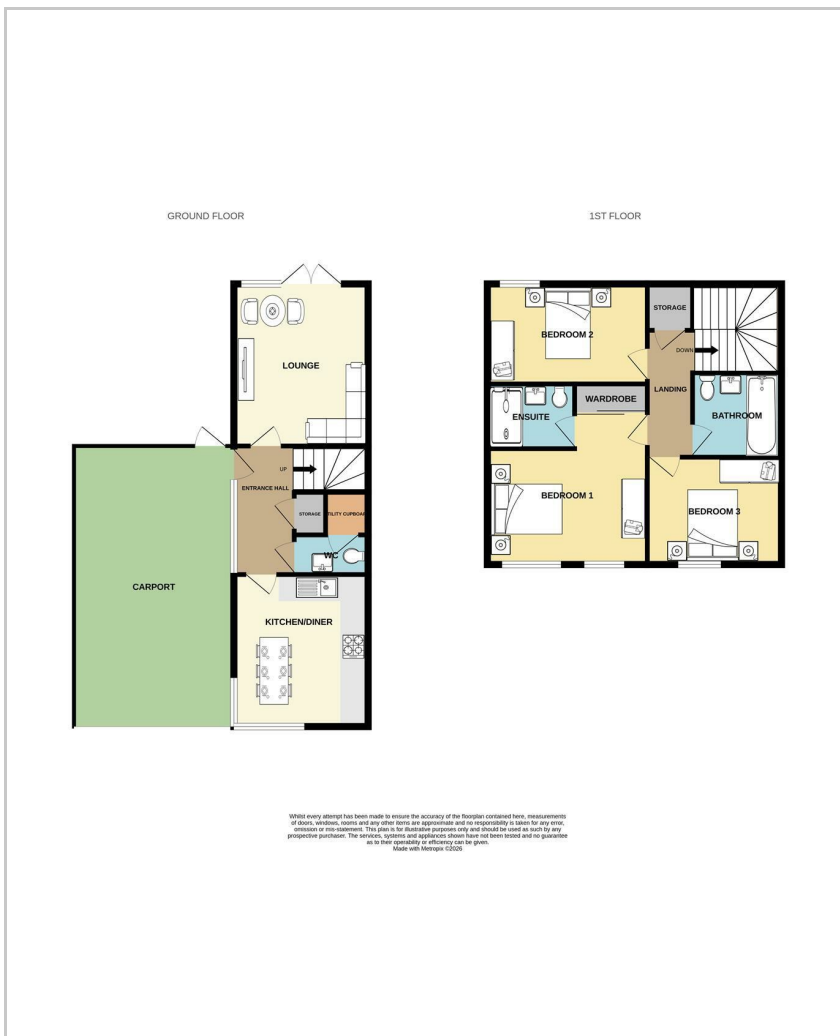 GROUND FLOOR
LOUNGE
UP
ENTRANCE HALL
STORAGE
TILITY CUPBOAR
WC
CARPORT
KITCHEN/DINER
1ST FLOOR
STORAGE
BEDROOM 2
DOWN
LANDING
WARDROBE
ENSUITE
BATHROOM
BEDROOM 1
BEDROOM 3
Whilst every attempt has been made to ensure the accuracy of the floorplan contained here, measurements
of doors, windows, rooms and any other items are approximate and no responsibility is taken for any error,
omission or mis-statement. This plan is for illustrative purposes only and should be used as such by any
prospective purchaser. The services, systems and appliances shown have not been tested and no guarantee
as to their operability or efficiency can be given.
Made with Metropix ©2026